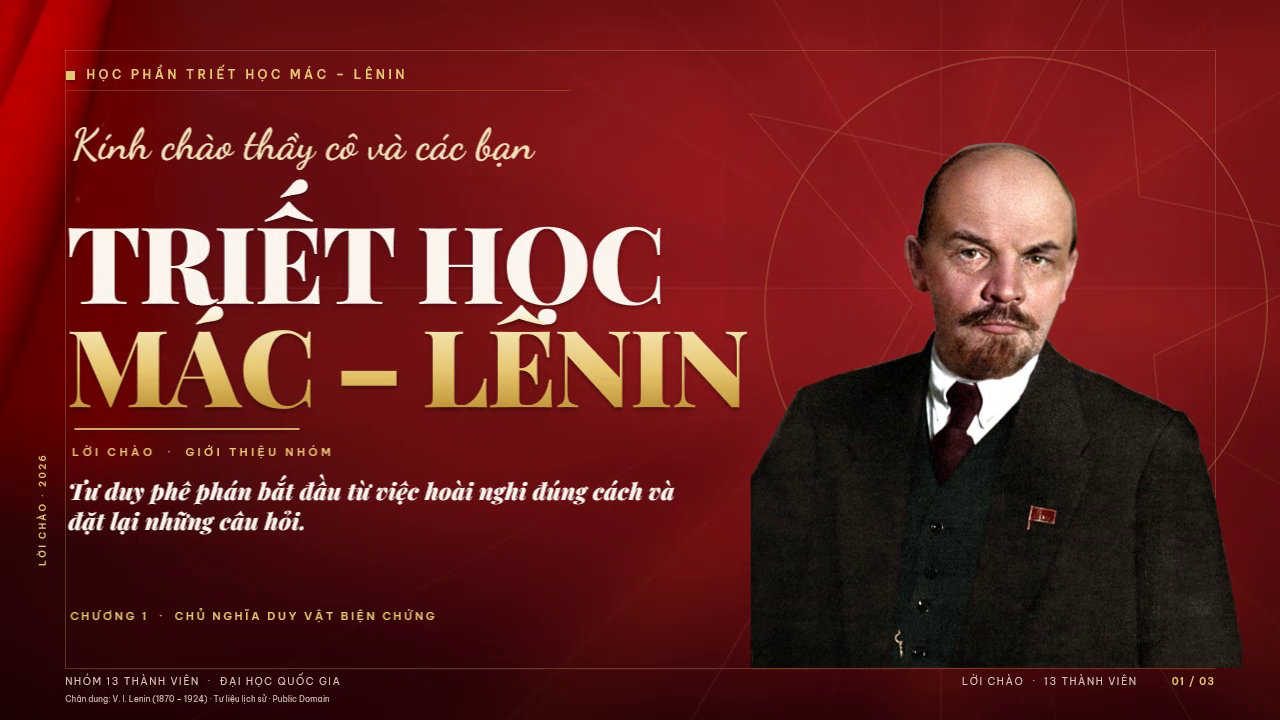 HỌC PHẦN TRIẾT HỌC MÁC – LÊNIN
Kính chào thầy cô và các bạn
TRIẾT HỌC
MÁC – LÊNIN
LỜI CHÀO · GIỚI THIỆU NHÓM
Tư duy phê phán bắt đầu từ việc hoài nghi đúng cách và
đặt lại những câu hỏi.
LỜI CHÀO · 2026
CHƯƠNG 1 · CHỦ NGHĨA DUY VẬT BIỆN CHỨNG
NHÓM 13 THÀNH VIÊN · ĐẠI HỌC QUỐC GIA
Chân dung: V. I. Lenin (1870 – 1924) · Tư liệu lịch sử · Public Domain
LỜI CHÀO · 13 THÀNH VIÊN 01 / 03